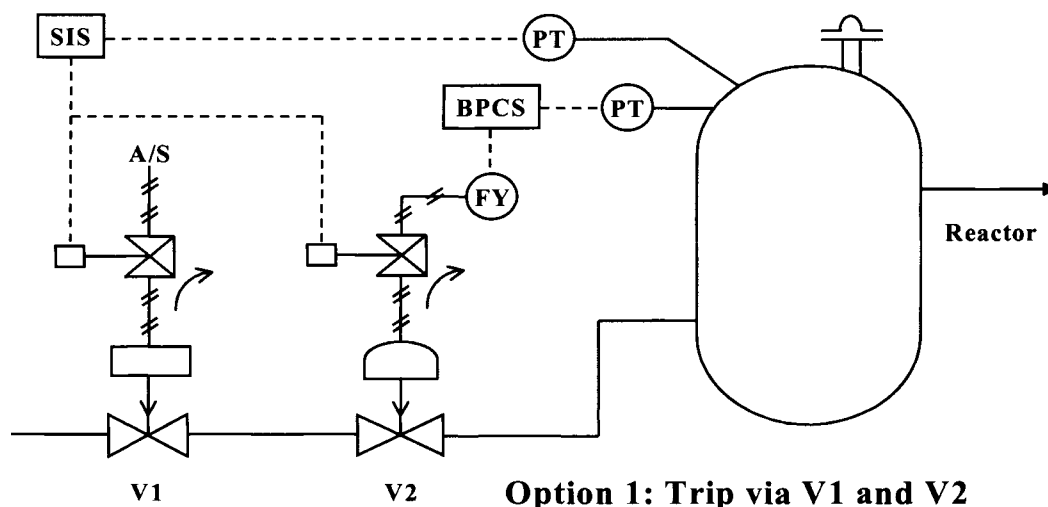 SIS
PT
BPCS
PT
A/S
FY
Reactor
V1
V2
Option 1: Trip via V1 and V2